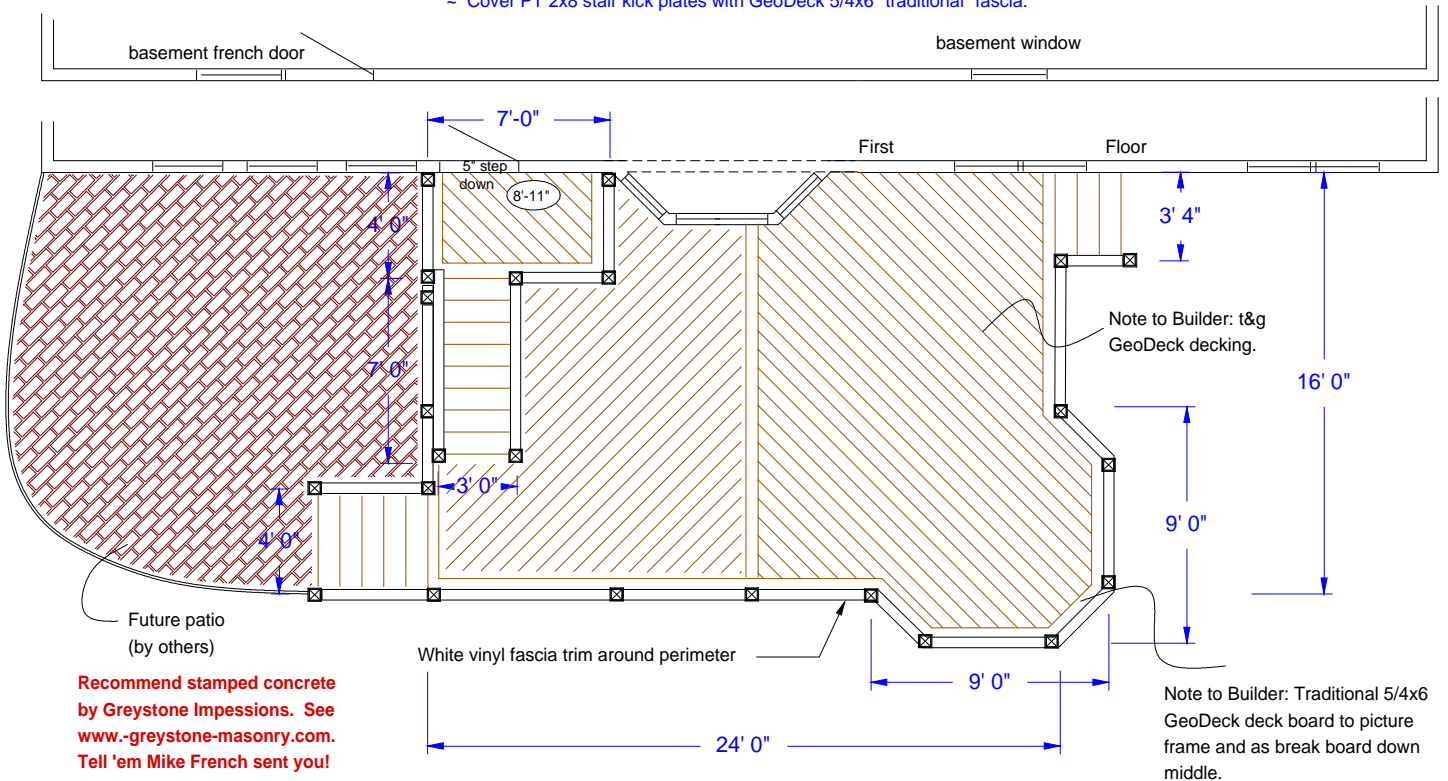 ~ Cover PT 2x8 stair kick plates with GeoDeck 5/4x6 "traditional" fascia.
basement french door
basement window
7'-0"
First
Floor
5" step
down
8'-11"
4' 0"
3' 4"
Note to Builder: t&g
GeoDeck decking.
7' 0"
16' 0"
3' 0"
9' 0"
4' 0"
Future patio
(by others)
White vinyl fascia trim around perimeter
9' 0"
Recommend stamped concrete
by Greystone Impessions. See
www.-greystone-masonry.com.
Tell 'em Mike French sent you!
24' 0"
Note to Builder: Traditional 5/4x6
GeoDeck deck board to picture
frame and as break board down
middle.